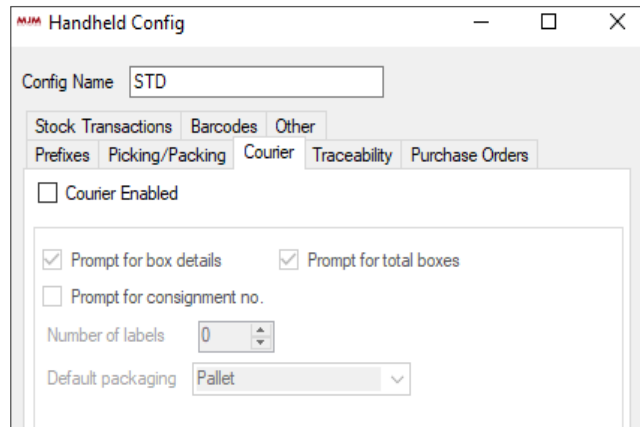 MJM Handheld Config
Config Name STD
Stock Transactions Barcodes Other
Prefixes Picking/Packing Courier Traceability Purchase Orders
Courier Enabled
Prompt for box details Prompt for total boxes
Prompt for consignment no.
Number of labels 0
Default packaging Pallet